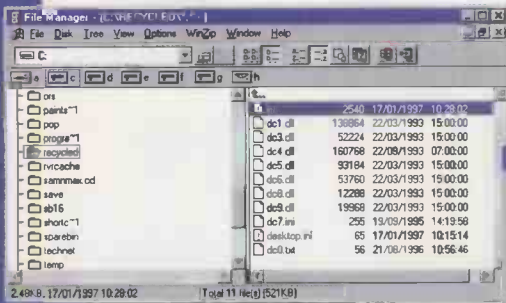 File Manager - [C:\RECYCLED\*.*]
File Disk Tree View Options WinZip Window Help
C:
a c d e f g h
ors
paints~1
pop
progra~1
recycled
rvrcache
sammax.cd
save
sb16
shortc~1
sparebin
technet
temp
2540 17/01/1997 10:28:02
dc1.dll 138864 22/03/1993 15:00:00
dc3.dll 52224 22/03/1993 15:00:00
dc4.dll 160768 22/09/1993 07:00:00
dc5.dll 93184 22/03/1993 15:00:00
dc6.dll 53760 22/03/1993 15:00:00
dc8.dll 12288 22/03/1993 15:00:00
dc9.dll 19968 22/03/1993 15:00:00
dc7.ini 255 19/09/1995 14:19:58
desktop.ini 65 17/01/1997 10:15:14
dc0.txt 56 21/08/1996 10:56:46
2.48KB, 17/01/1997 10:28:02 Total 11 file(s) (521KB)